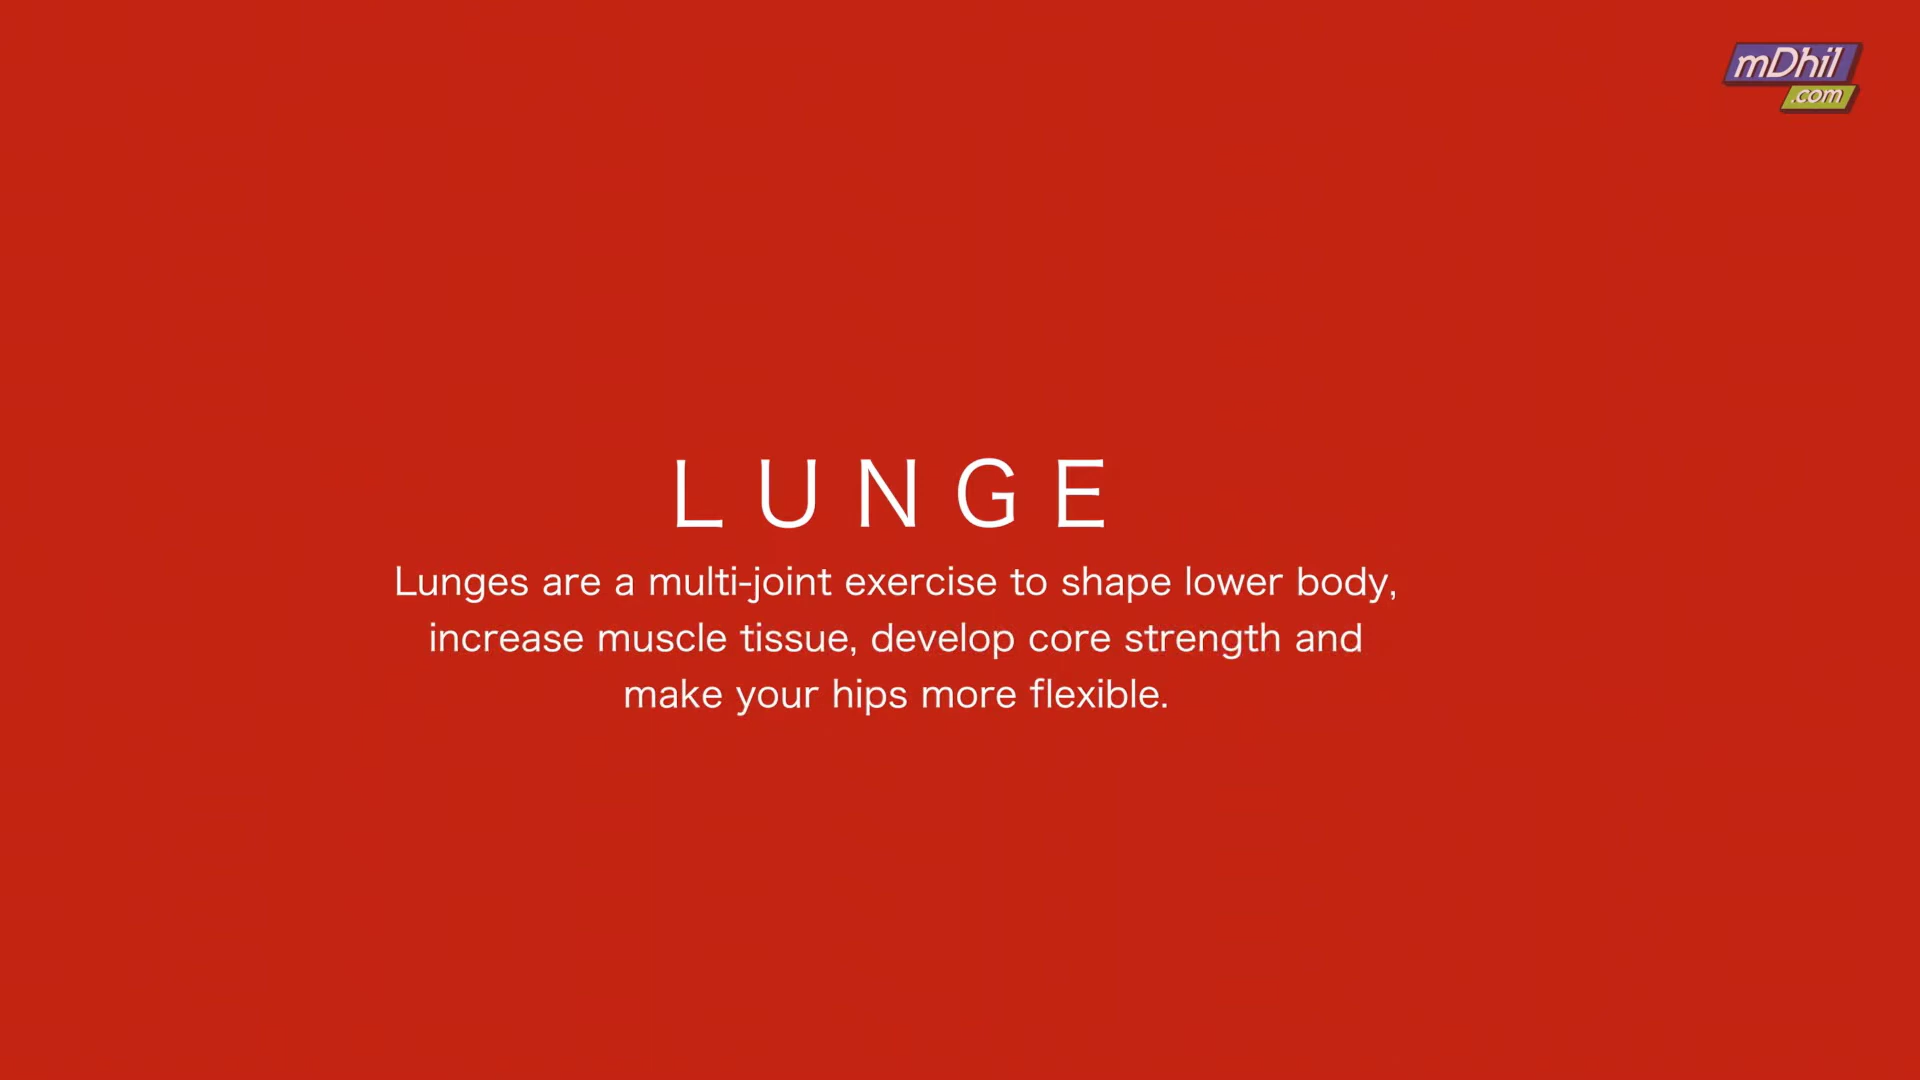 mDhil
.com
LUNGE
Lunges are a multi-joint exercise to shape lower body,
increase muscle tissue, develop core strength and
make your hips more flexible.